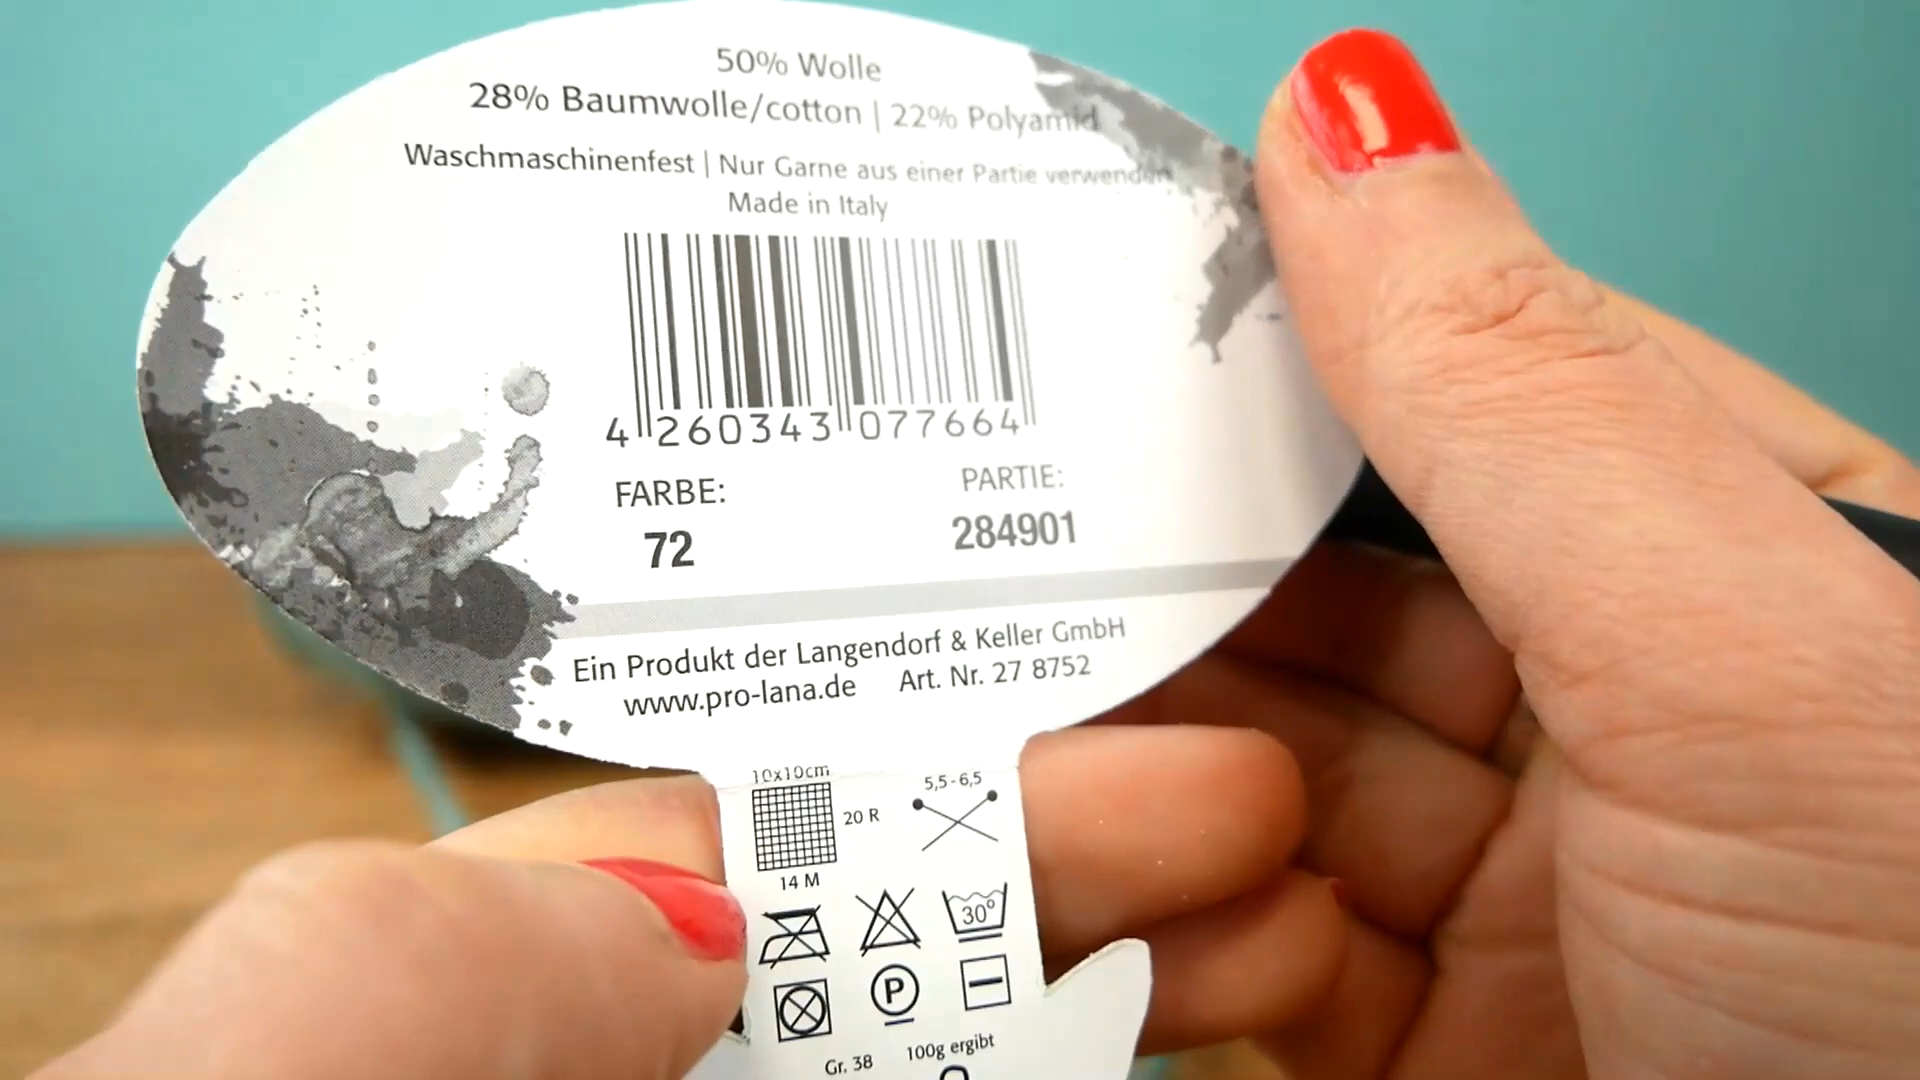 50% Wolle
28% Baumwolle/cotton | 22% Polyamid
Waschmaschinenfest | Nur Garne aus einer Partie verwenden
Made in Italy
4 260343 077664
FARBE: PARTIE:
72 284901
Ein Produkt der Langendorf & Keller GmbH
www.pro-lana.de Art. Nr. 27 8752
10x10cm 5,5-6,5
20 R
14 M
30°
P
Gr. 38 100g ergibt